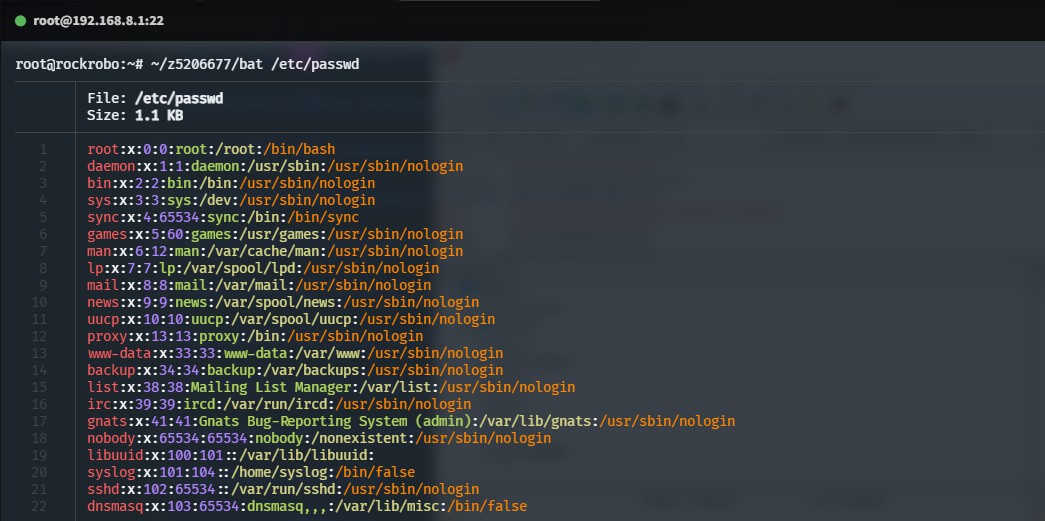 root@192.168.8.1:22
root@rockrobo:~# ~/z5206677/bat /etc/passwd
File: /etc/passwd
Size: 1.1 KB
1 root:x:0:0:root:/root:/bin/bash
2 daemon:x:1:1:daemon:/usr/sbin:/usr/sbin/nologin
3 bin:x:2:2:bin:/bin:/usr/sbin/nologin
4 sys:x:3:3:sys:/dev:/usr/sbin/nologin
5 sync:x:4:65534:sync:/bin:/bin/sync
6 games:x:5:60:games:/usr/games:/usr/sbin/nologin
7 man:x:6:12:man:/var/cache/man:/usr/sbin/nologin
8 lp:x:7:7:lp:/var/spool/lpd:/usr/sbin/nologin
9 mail:x:8:8:mail:/var/mail:/usr/sbin/nologin
10 news:x:9:9:news:/var/spool/news:/usr/sbin/nologin
11 uucp:x:10:10:uucp:/var/spool/uucp:/usr/sbin/nologin
12 proxy:x:13:13:proxy:/bin:/usr/sbin/nologin
13 www-data:x:33:33:www-data:/var/www:/usr/sbin/nologin
14 backup:x:34:34:backup:/var/backups:/usr/sbin/nologin
15 list:x:38:38:Mailing List Manager:/var/list:/usr/sbin/nologin
16 irc:x:39:39:ircd:/var/run/ircd:/usr/sbin/nologin
17 gnats:x:41:41:Gnats Bug-Reporting System (admin):/var/lib/gnats:/usr/sbin/nologin
18 nobody:x:65534:65534:nobody:/nonexistent:/usr/sbin/nologin
19 libuuid:x:100:101::/var/lib/libuuid:
20 syslog:x:101:104::/home/syslog:/bin/false
21 sshd:x:102:65534::/var/run/sshd:/usr/sbin/nologin
22 dnsmasq:x:103:65534:dnsmasq,,,:/var/lib/misc:/bin/false